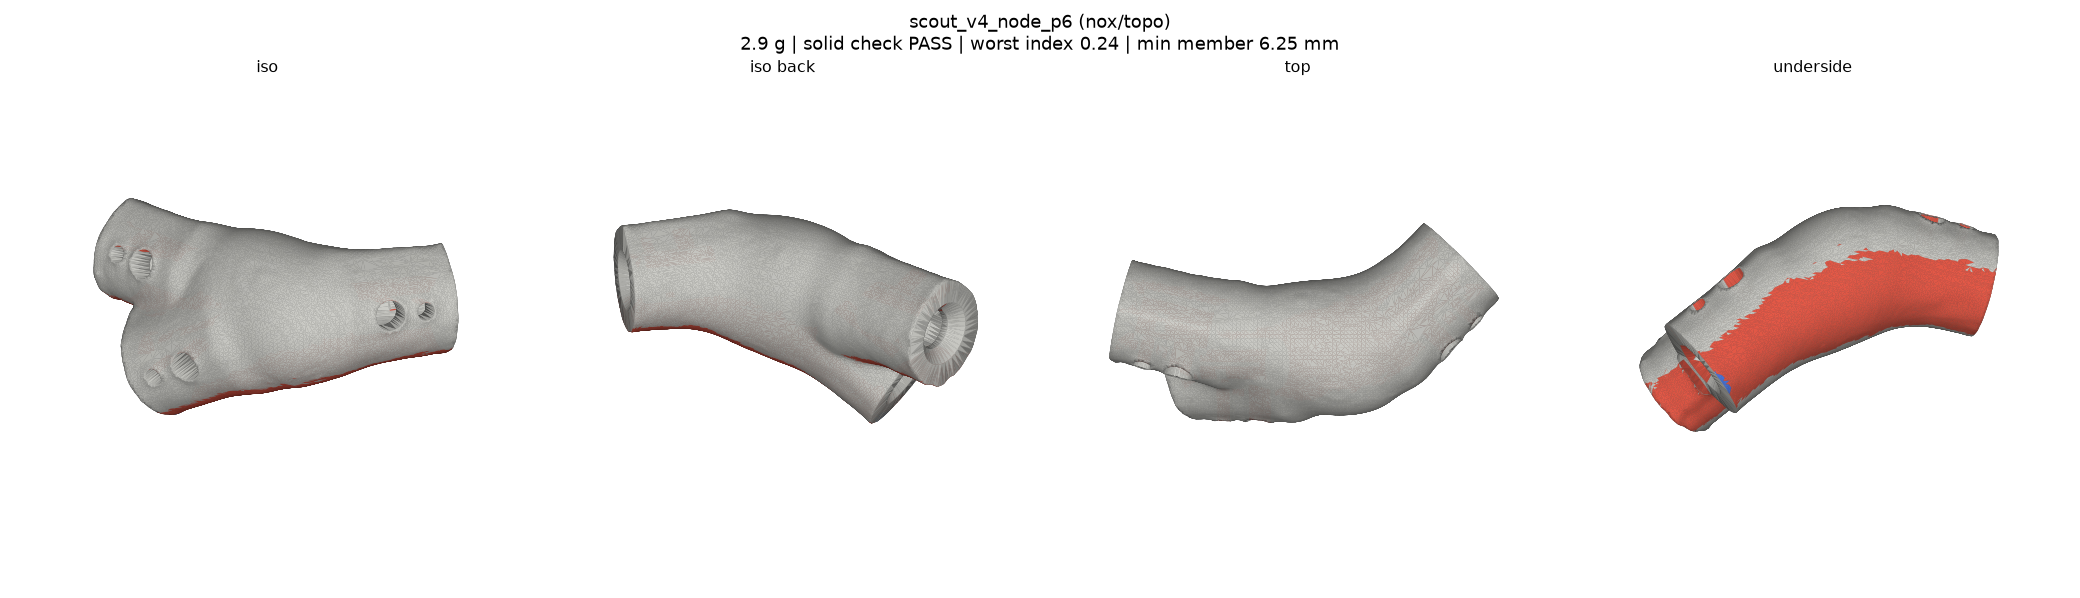 scout_v4_node_p6 (nox/topo)
2.9 g | solid check PASS | worst index 0.24 | min member 6.25 mm
iso
iso back
top
underside